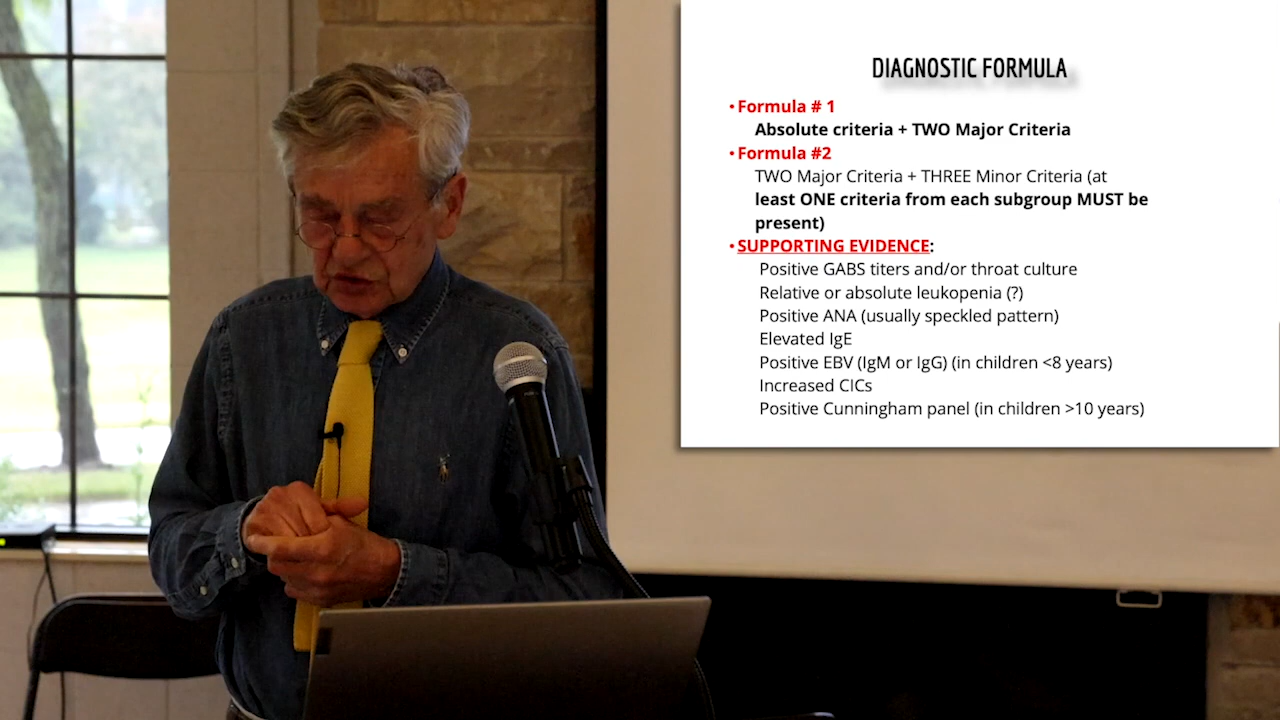 DIAGNOSTIC FORMULA
•Formula # 1
Absolute criteria + TWO Major Criteria
•Formula #2
TWO Major Criteria + THREE Minor Criteria (at
least ONE criteria from each subgroup MUST be
present)
•SUPPORTING EVIDENCE:
Positive GABS titers and/or throat culture
Relative or absolute leukopenia (?)
Positive ANA (usually speckled pattern)
Elevated IgE
Positive EBV (IgM or IgG) (in children <8 years)
Increased CICs
Positive Cunningham panel (in children >10 years)